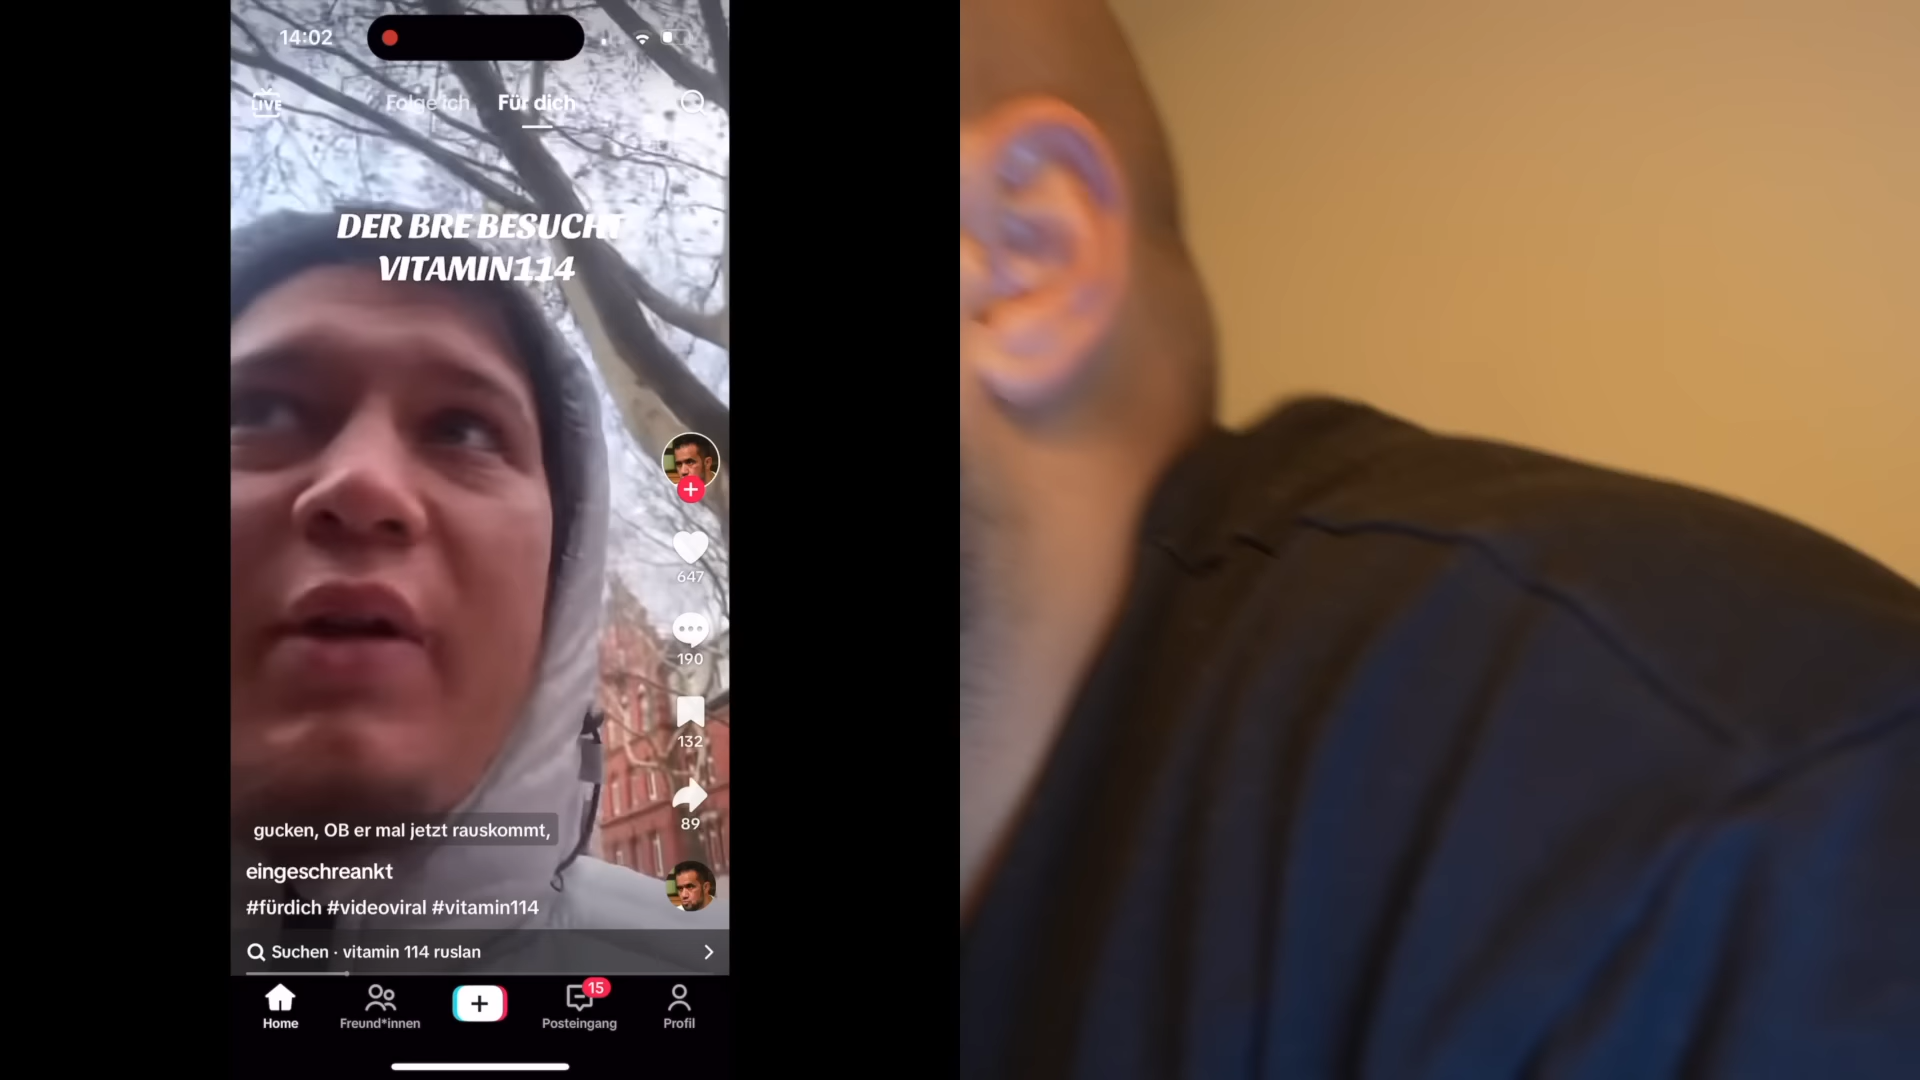 14:02
LIVE
Folge ich
Für dich
DER BRE BESUCHT
VITAMIN114
647
190
132
89
gucken, OB er mal jetzt rauskommt,
eingeschreankt
#fürdich #videoviral #vitamin114
Suchen · vitamin 114 ruslan
15
Home
Freund*innen
Posteingang
Profil